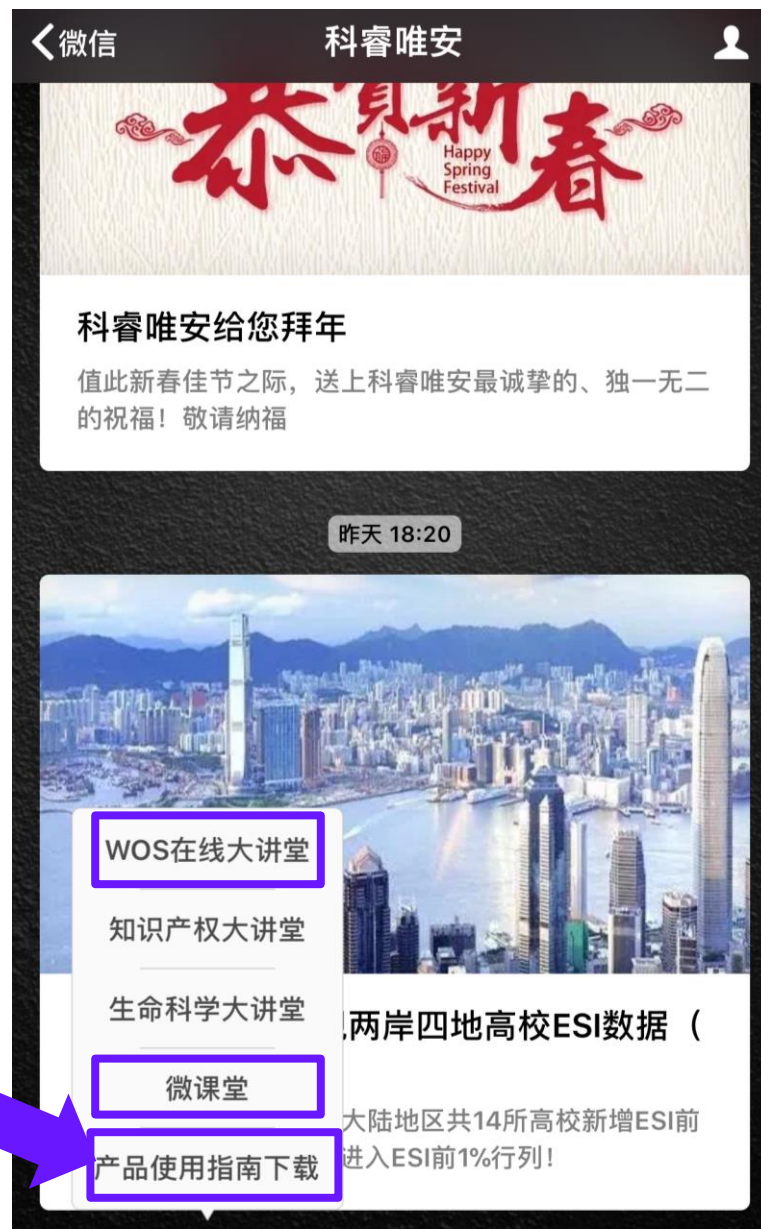 微信
科睿唯安
恭贺新春
Happy
Spring
Festival
科睿唯安给您拜年
值此新春佳节之际，送上科睿唯安最诚挚的、独一无二
的祝福！敬请纳福
昨天 18:20
WOS在线大讲堂
知识产权大讲堂
生命科学大讲堂
微课堂
产品使用指南下载
两岸四地高校ESI数据（
大陆地区共14所高校新增ESI前
进入ESI前1%行列！